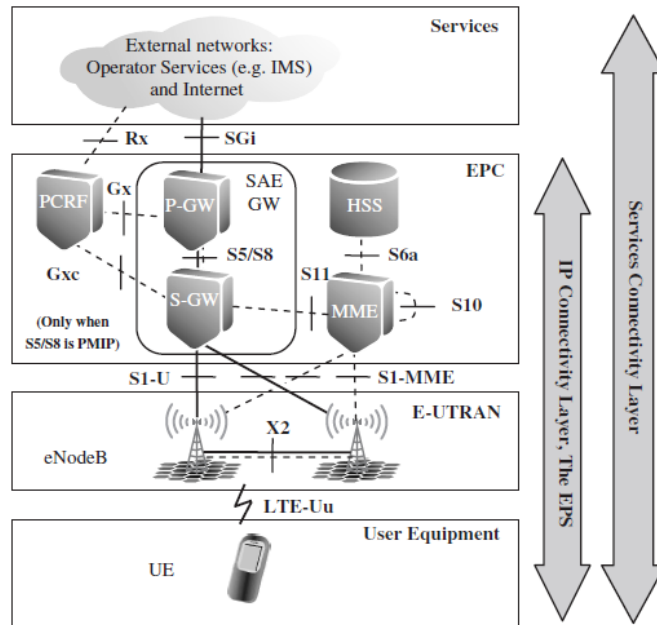 Services
External networks:
Operator Services (e.g. IMS)
and Internet
Rx
SGi
EPC
PCRF
Gx
P-GW
SAE
GW
HSS
S5/S8
S6a
Gxc
S-GW
S11
MME
S10
(Only when
S5/S8 is PMIP)
S1-U
S1-MME
E-UTRAN
X2
eNodeB
LTE-Uu
User Equipment
UE
IP Connectivity Layer, The EPS
Services Connectivity Layer